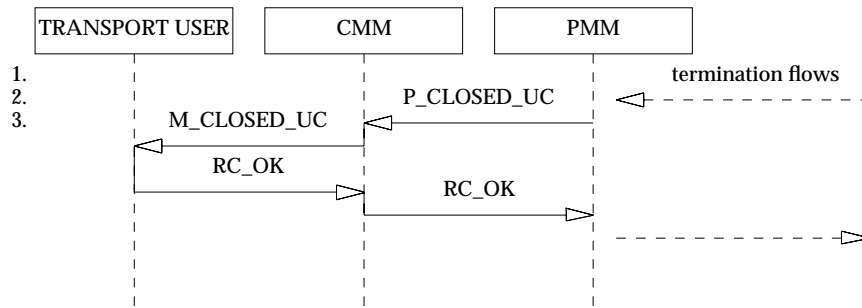 TRANSPORT USER
CMM
PMM
1.
termination flows
2.
P_CLOSED_UC
3.
M_CLOSED_UC
RC_OK
RC_OK